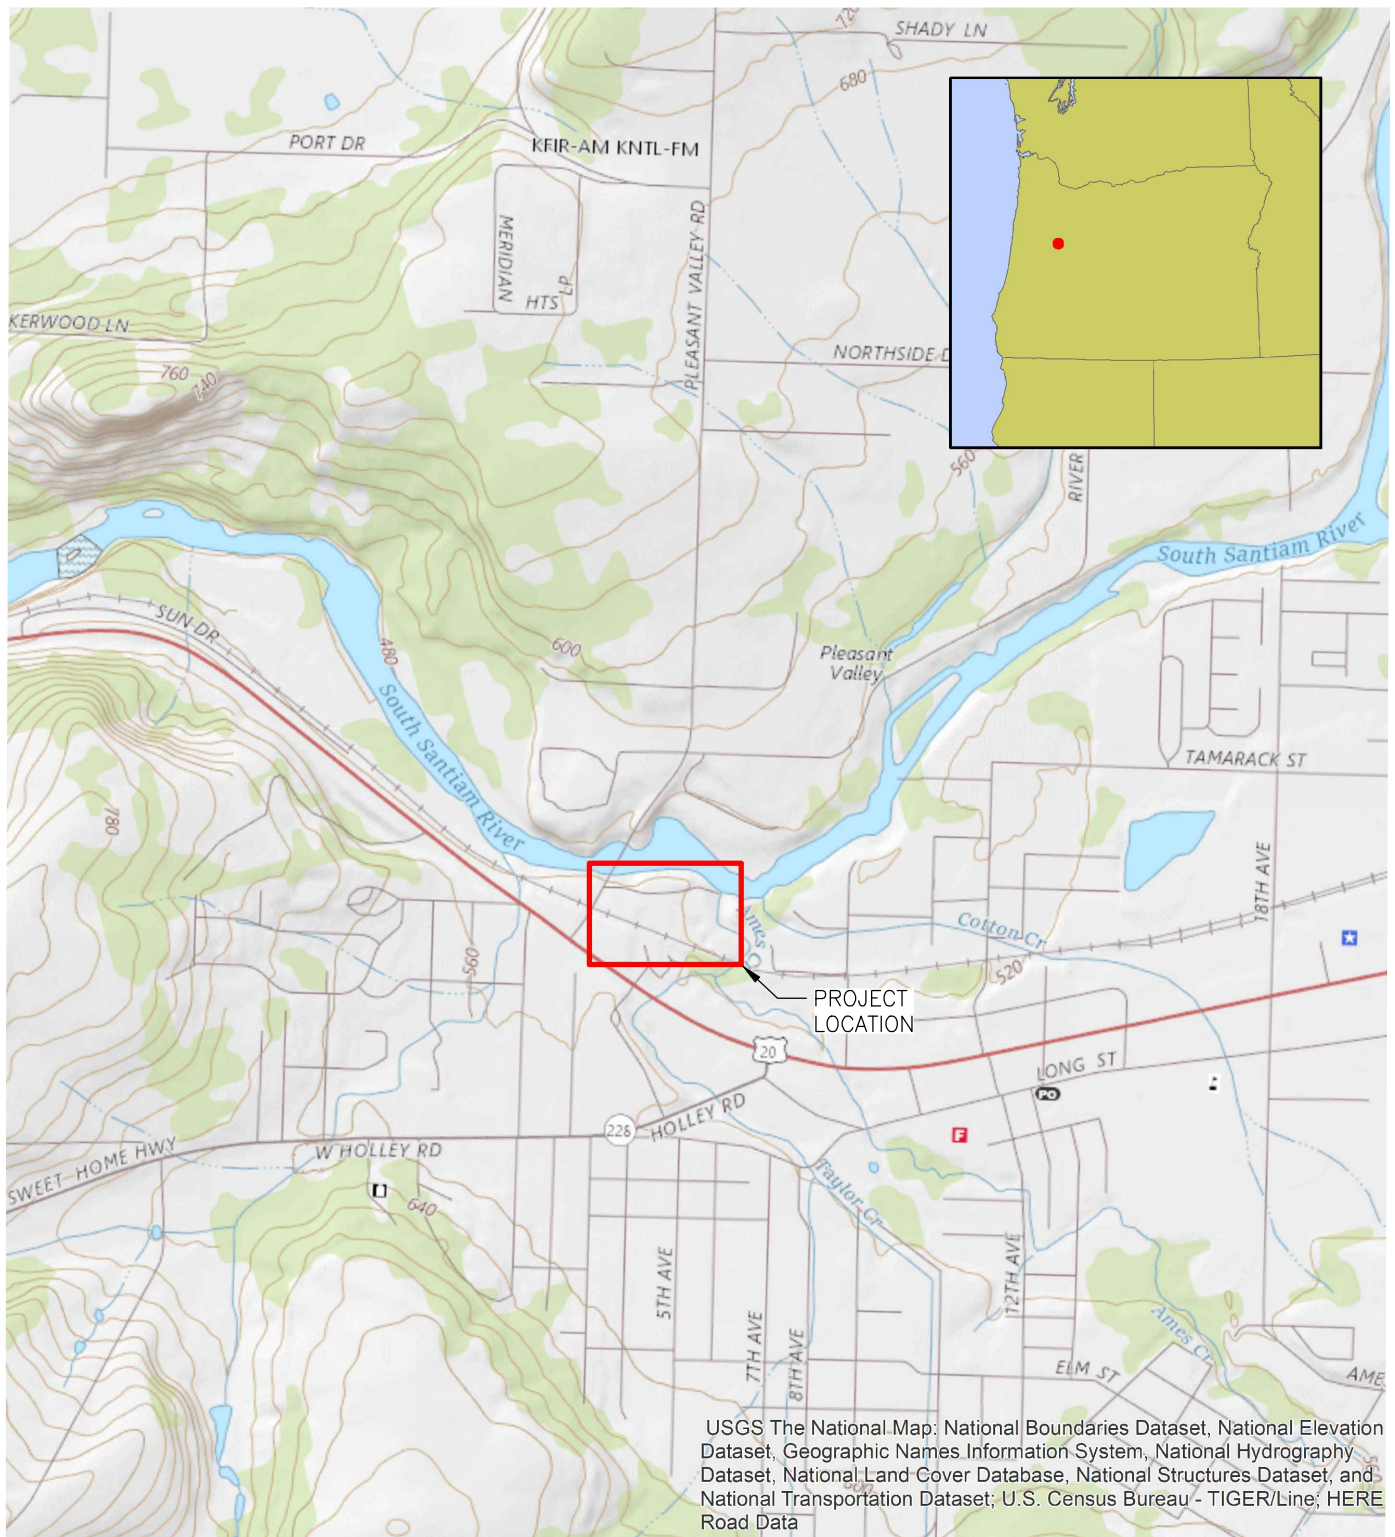 SHADY LN
720
680
PORT DR
KFIR-AM KNTL-FM
MERIDIAN
HTS
LP
PLEASANT VALLEY RD
KERWOOD LN
NORTHSIDE D
760
740
560
RIVER
South Santiam River
SUN DR
480
600
Pleasant
Valley
South Santiam River
TAMARACK ST
780
18TH AVE
Ames
Cotton Cr
560
520
PROJECT
LOCATION
20
LONG ST
PO
HOLLEY RD
228
F
SWEET HOME HWY
W HOLLEY RD
Taylor Cr
640
5TH AVE
12TH AVE
Ames Cr
7TH AVE
8TH AVE
ELM ST
AME
USGS The National Map: National Boundaries Dataset, National Elevation
Dataset, Geographic Names Information System, National Hydrography
Dataset, National Land Cover Database, National Structures Dataset, and
National Transportation Dataset; U.S. Census Bureau - TIGER/Line; HERE
Road Data